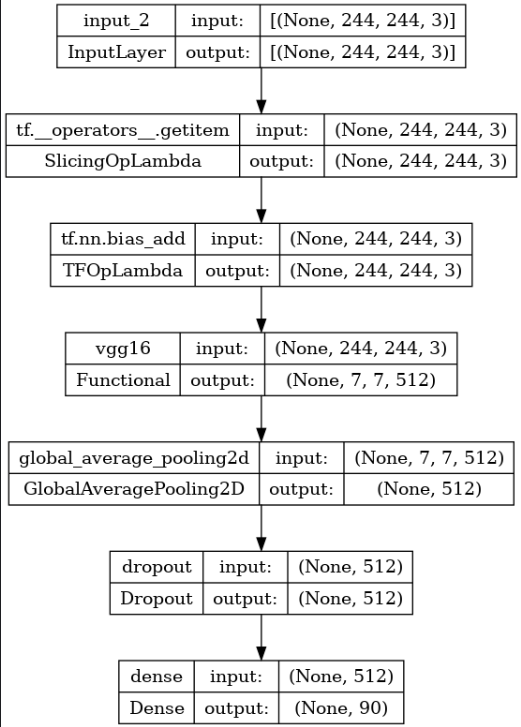 input_2 input: [(None, 244, 244, 3)]
InputLayer output: [(None, 244, 244, 3)]
tf.__operators__.getitem input: (None, 244, 244, 3)
SlicingOpLambda output: (None, 244, 244, 3)
tf.nn.bias_add input: (None, 244, 244, 3)
TFOpLambda output: (None, 244, 244, 3)
vgg16 input: (None, 244, 244, 3)
Functional output: (None, 7, 7, 512)
global_average_pooling2d input: (None, 7, 7, 512)
GlobalAveragePooling2D output: (None, 512)
dropout input: (None, 512)
Dropout output: (None, 512)
dense input: (None, 512)
Dense output: (None, 90)